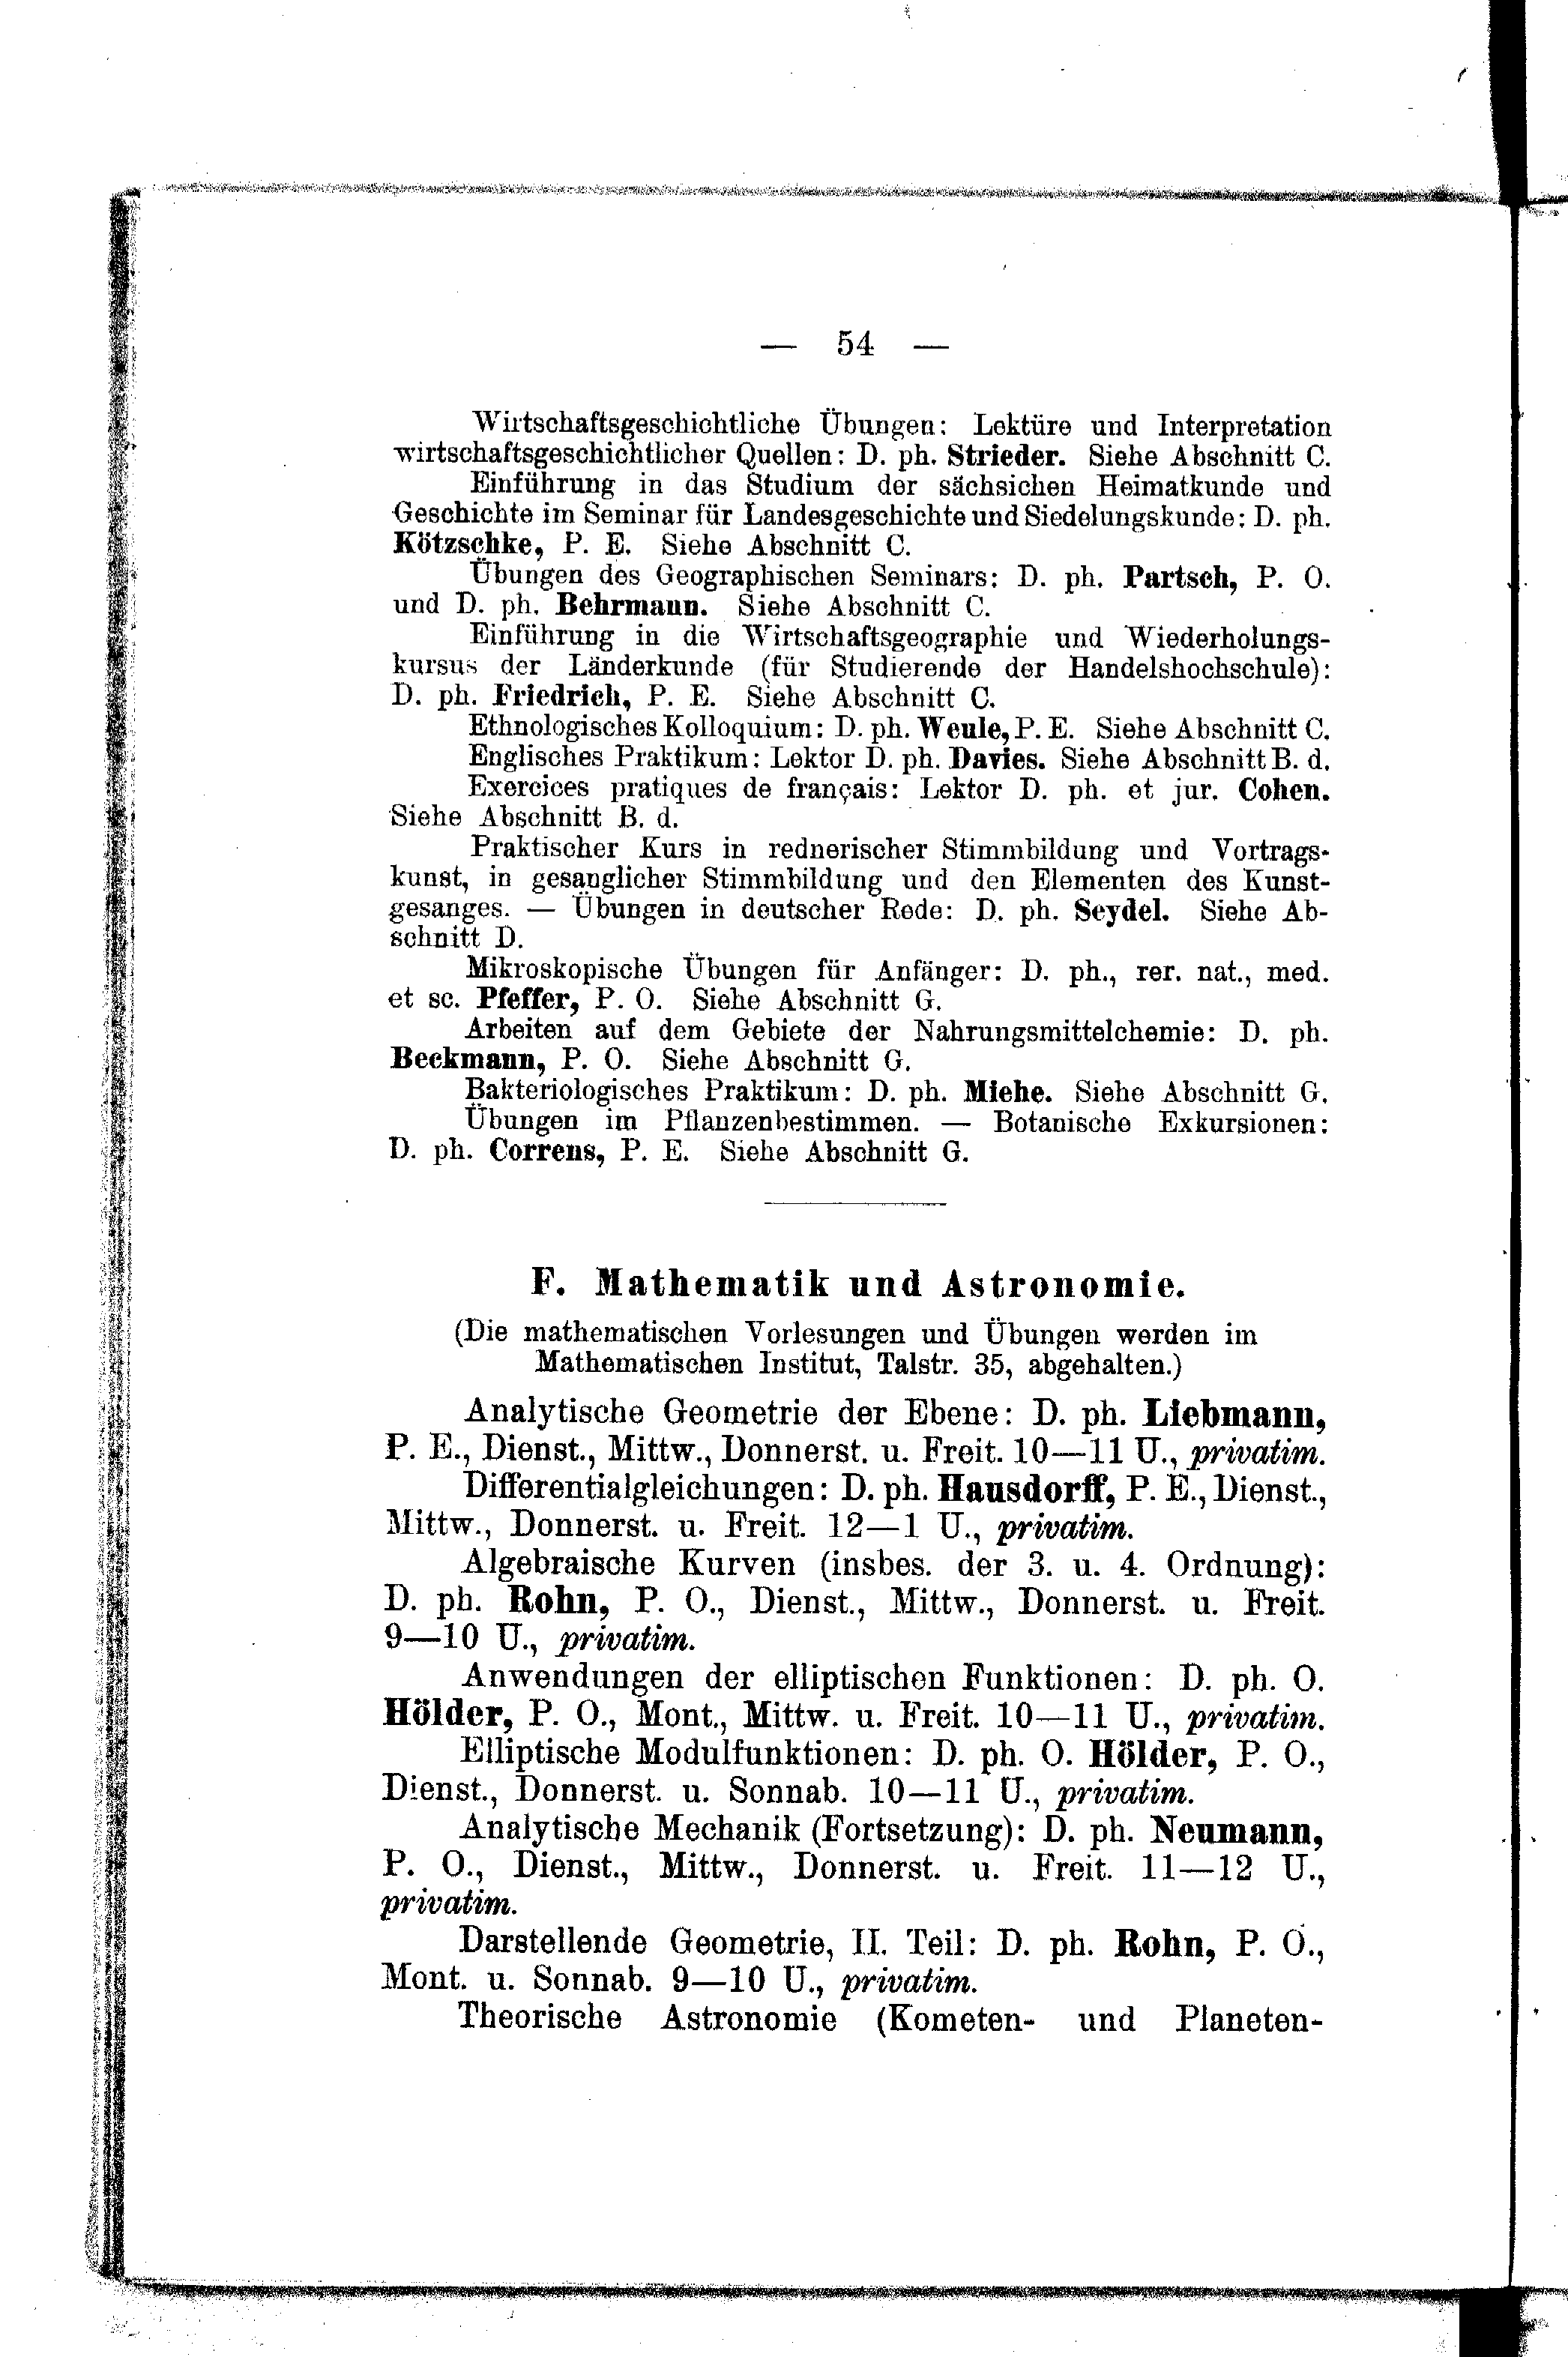 — 54 —
Wirtschaftsgeschichtliche Übungen: Lektüre und Interpretation
wirtschaftsgeschichtlicher Quellen: D. ph. Strieder. Siehe Abschnitt C.
Einführung in das Studium der sächsichen Heimatkunde und
Geschichte im Seminar für Landesgeschichte und Siedelungskunde: D. ph.
Kötzschke, P. E. Siehe Abschnitt C.
Übungen des Geographischen Seminars: D. ph. Partsch, P. O.
und D. ph. Behrmann. Siehe Abschnitt C.
Einführung in die Wirtschaftsgeographie und Wiederholungs-
kursus der Länderkunde (für Studierende der Handelshochschule):
D. ph. Friedrich, P. E. Siehe Abschnitt C.
Ethnologisches Kolloquium: D. ph. Weule, P. E. Siehe Abschnitt C.
Englisches Praktikum: Lektor D. ph. Davies. Siehe Abschnitt B. d.
Exercices pratiques de français: Lektor D. ph. et jur. Cohen.
Siehe Abschnitt B. d.
Praktischer Kurs in rednerischer Stimmbildung und Vortrags-
kunst, in gesanglicher Stimmbildung und den Elementen des Kunst-
gesanges. — Übungen in deutscher Rede: D. ph. Seydel. Siehe Ab-
schnitt D.
Mikroskopische Übungen für Anfänger: D. ph., rer. nat., med.
et sc. Pfeffer, P. O. Siehe Abschnitt G.
Arbeiten auf dem Gebiete der Nahrungsmittelchemie: D. ph.
Beckmann, P. O. Siehe Abschnitt G.
Bakteriologisches Praktikum: D. ph. Miehe. Siehe Abschnitt G.
Übungen im Pflanzenbestimmen. — Botanische Exkursionen:
D. ph. Correns, P. E. Siehe Abschnitt G.
F. Mathematik und Astronomie.
(Die mathematischen Vorlesungen und Übungen werden im
Mathematischen Institut, Talstr. 35, abgehalten.)
Analytische Geometrie der Ebene: D. ph. Liebmann,
P. E., Dienst., Mittw., Donnerst. u. Freit. 10—11 U., privatim.
Differentialgleichungen: D. ph. Hausdorff, P. E., Dienst.,
Mittw., Donnerst. u. Freit. 12—1 U., privatim.
Algebraische Kurven (insbes. der 3. u. 4. Ordnung):
D. ph. Rohn, P. O., Dienst., Mittw., Donnerst. u. Freit.
9—10 U., privatim.
Anwendungen der elliptischen Funktionen: D. ph. O.
Hölder, P. O., Mont., Mittw. u. Freit. 10—11 U., privatim.
Elliptische Modulfunktionen: D. ph. O. Hölder, P. O.,
Dienst., Donnerst. u. Sonnab. 10—11 U., privatim.
Analytische Mechanik (Fortsetzung): D. ph. Neumann,
P. O., Dienst., Mittw., Donnerst. u. Freit. 11—12 U.,
privatim.
Darstellende Geometrie, II. Teil: D. ph. Rohn, P. O.,
Mont. u. Sonnab. 9—10 U., privatim.
Theorische Astronomie (Kometen- und Planeten-